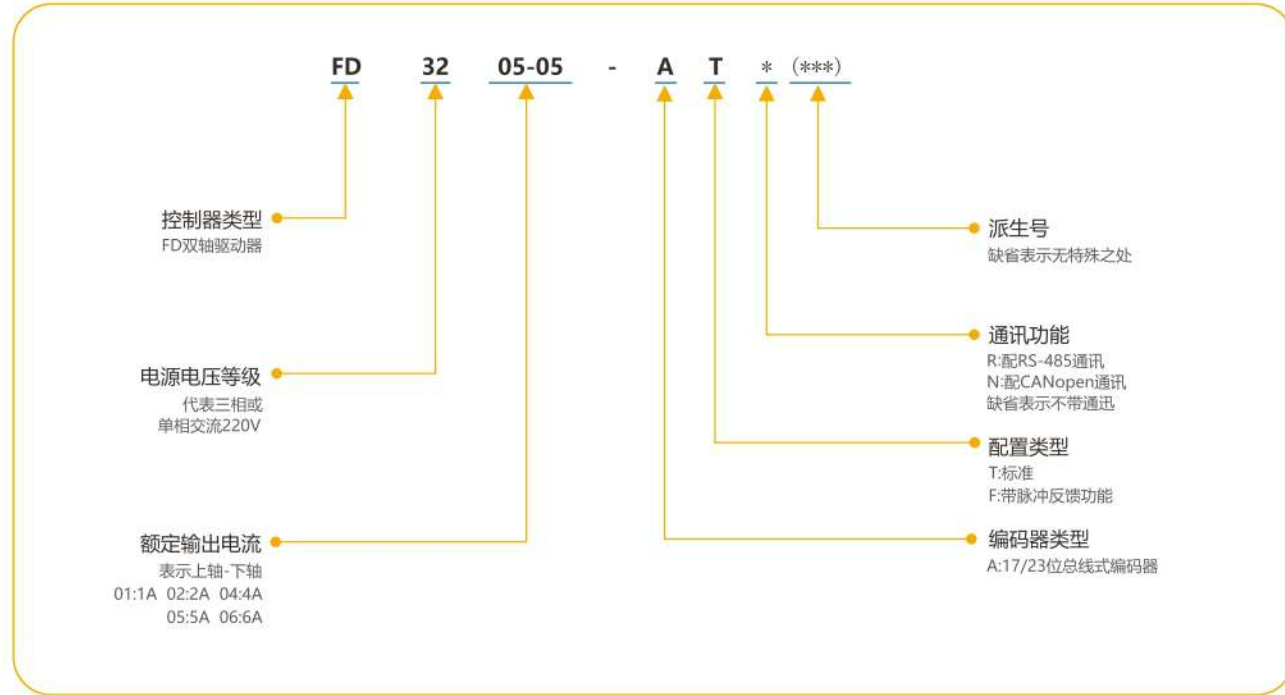 FD 32 05-05 - A T * (***)
控制器类型
FD双轴驱动器
电源电压等级
代表三相或
单相交流220V
额定输出电流
表示上轴-下轴
01:1A 02:2A 04:4A
05:5A 06:6A
派生号
缺省表示无特殊之处
通讯功能
R:配RS-485通讯
N:配CANopen通讯
缺省表示不带通迅
配置类型
T:标准
F:带脉冲反馈功能
编码器类型
A:17/23位总线式编码器